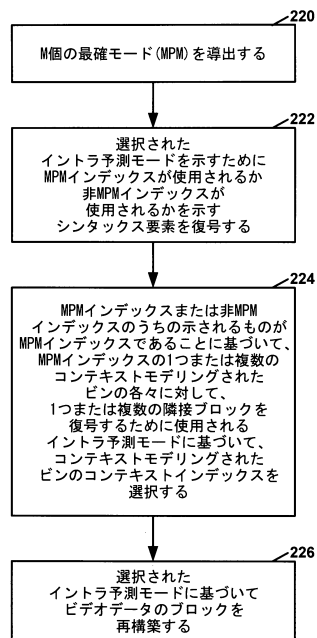 220
M個の最確モード(MPM)を導出する
222
選択された
イントラ予測モードを示すために
MPMインデックスが使用されるか
非MPMインデックスが
使用されるかを示す
シンタックス要素を復号する
224
MPMインデックスまたは非MPM
インデックスのうちの示されるものが
MPMインデックスであることに基づいて、
MPMインデックスの1つまたは複数の
コンテキストモデリングされた
ビンの各々に対して、
1つまたは複数の隣接ブロックを
復号するために使用される
イントラ予測モードに基づいて、
コンテキストモデリングされた
ビンのコンテキストインデックスを
選択する
226
選択された
イントラ予測モードに基づいて
ビデオデータのブロックを
再構築する